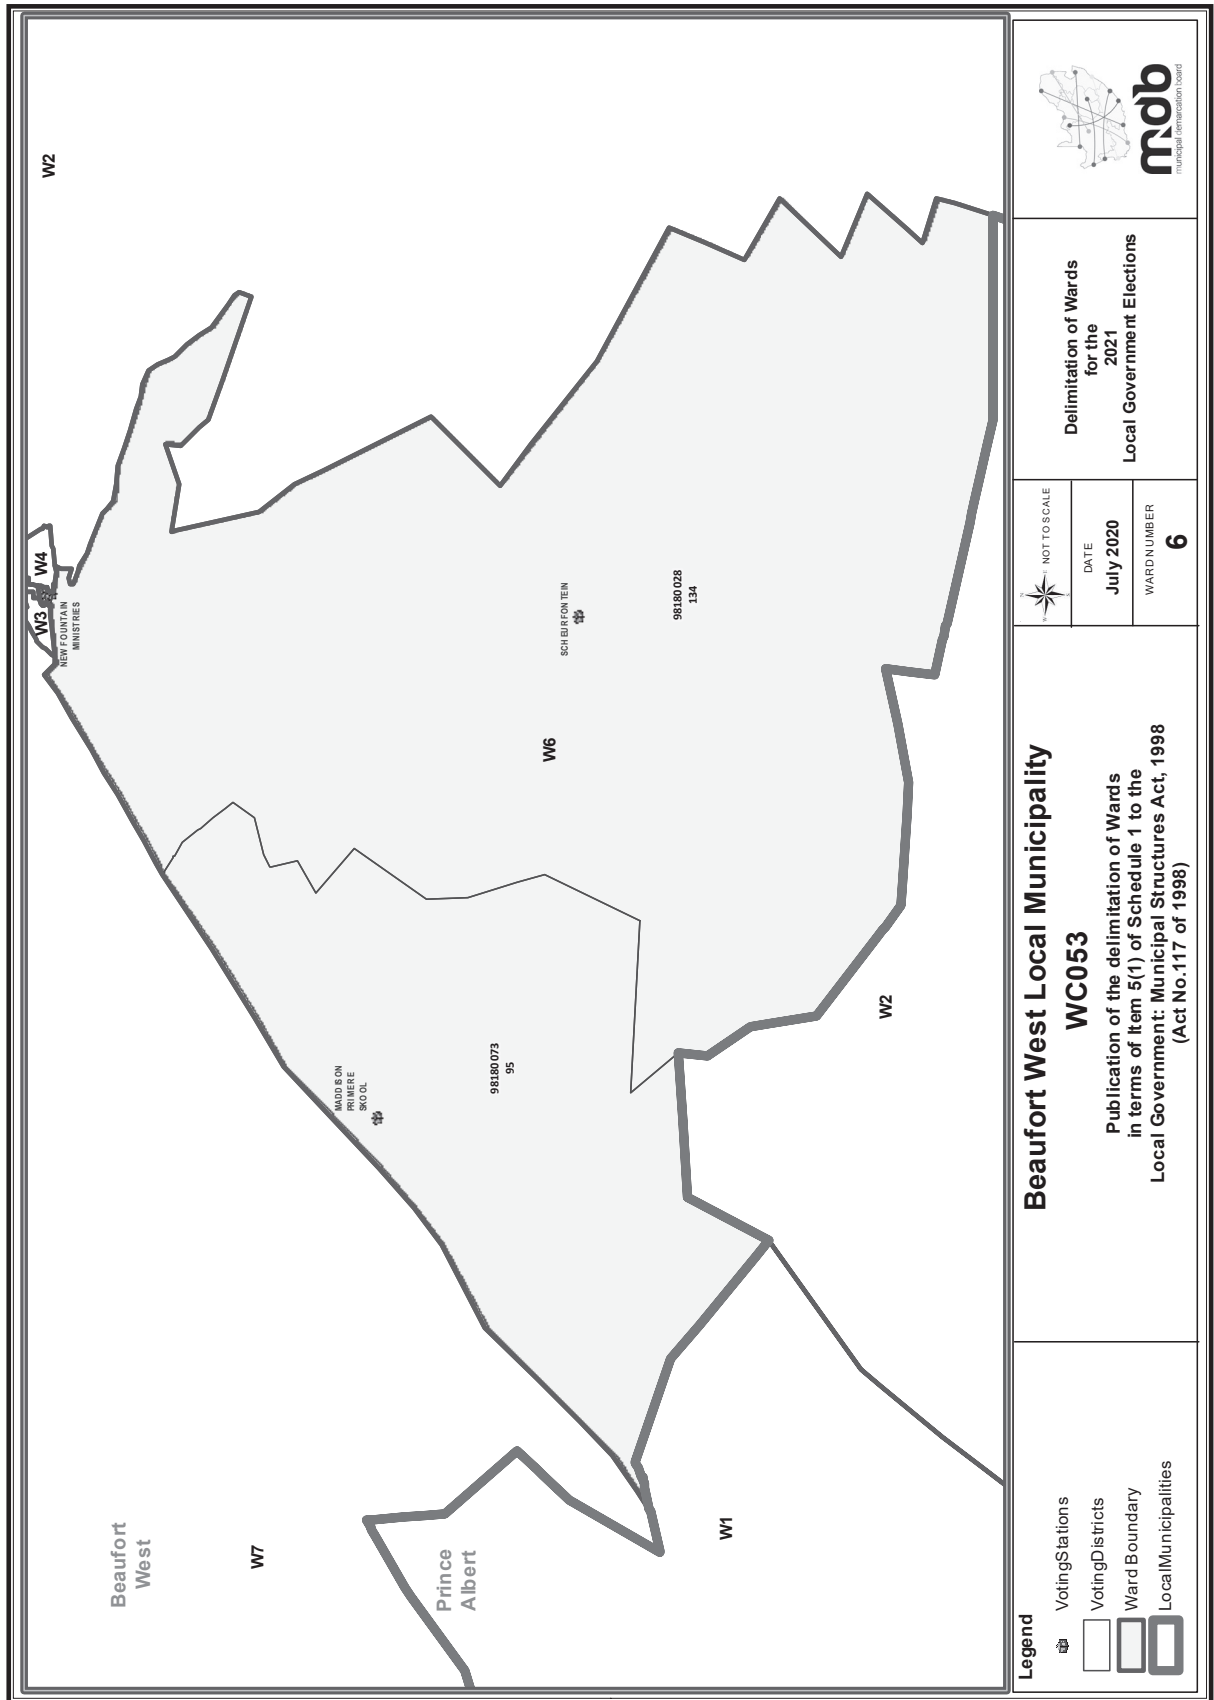 Beaufort
West
W7
Prince
Albert
W1
MADDISON
PRIMERE
SKOOL
98180073
95
W2
W6
SCHEURFONTEIN
98180028
134
W3
W4
NEW FOUNTAIN
MINISTRIES
W2
Legend
VotingStations
VotingDistricts
Ward Boundary
LocalMunicipalities
Beaufort West Local Municipality
WC053
Publication of the delimitation of Wards
in terms of Item 5(1) of Schedule 1 to the
Local Government: Municipal Structures Act, 1998
(Act No.117 of 1998)
N
W
E
S
NOT TO SCALE
DATE
July 2020
WARD NUMBER
6
Delimitation of Wards
for the
2021
Local Government Elections
mdb
municipal demarcation board